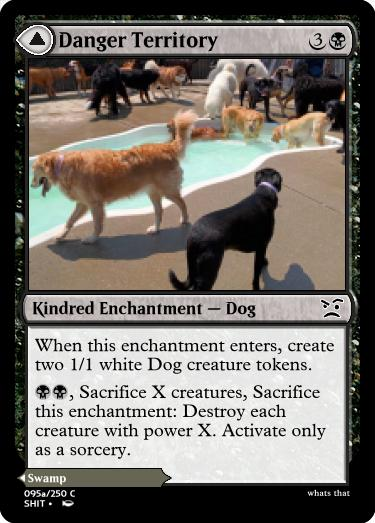 Danger Territory 3
Kindred Enchantment — Dog
When this enchantment enters, create
two 1/1 white Dog creature tokens.
, Sacrifice X creatures, Sacrifice
this enchantment: Destroy each
creature with power X. Activate only
as a sorcery.
Swamp
095a/250 C
SHIT • whats that